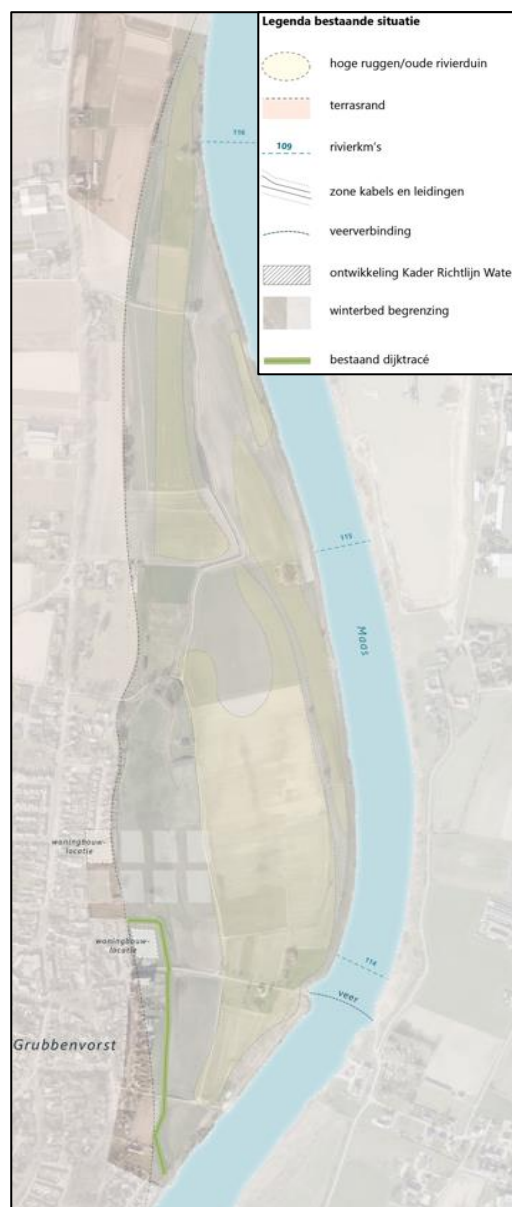 Legenda bestaande situatie
hoge ruggen/oude rivierduin
terrasrand
109
rivierkm's
zone kabels en leidingen
veerverbinding
ontwikkeling Kader Richtlijn Wate
winterbed begrenzing
bestaand dijktracé
116
115
Maas
woningbouw-
locatie
woningbouw-
locatie
114
veer
Grubbenvorst